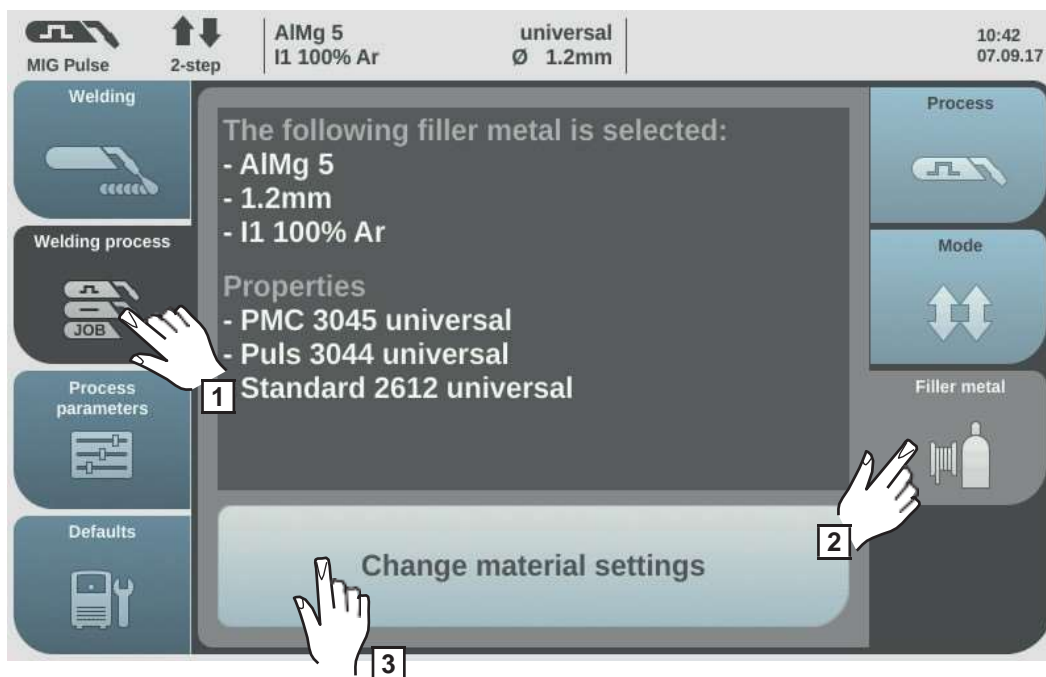 MIG Pulse
2-step
AlMg 5
I1 100% Ar
universal
Ø 1.2mm
10:42
07.09.17
Welding
Welding process
JOB
1
Process
parameters
Defaults
The following filler metal is selected:
- AlMg 5
- 1.2mm
- I1 100% Ar
Properties
- PMC 3045 universal
- Puls 3044 universal
Standard 2612 universal
Change material settings
3
Process
Mode
Filler metal
2